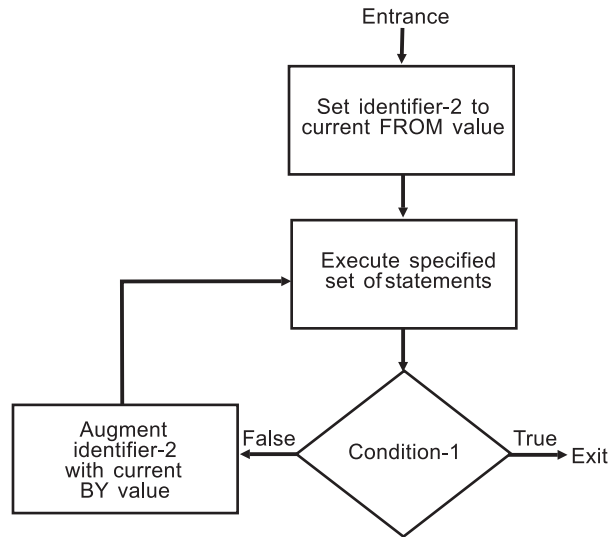 Entrance
Set identifier-2 to
current FROM value
Execute specified
set of statements
Condition-1
True
Exit
False
Augment
identifier-2
with current
BY value